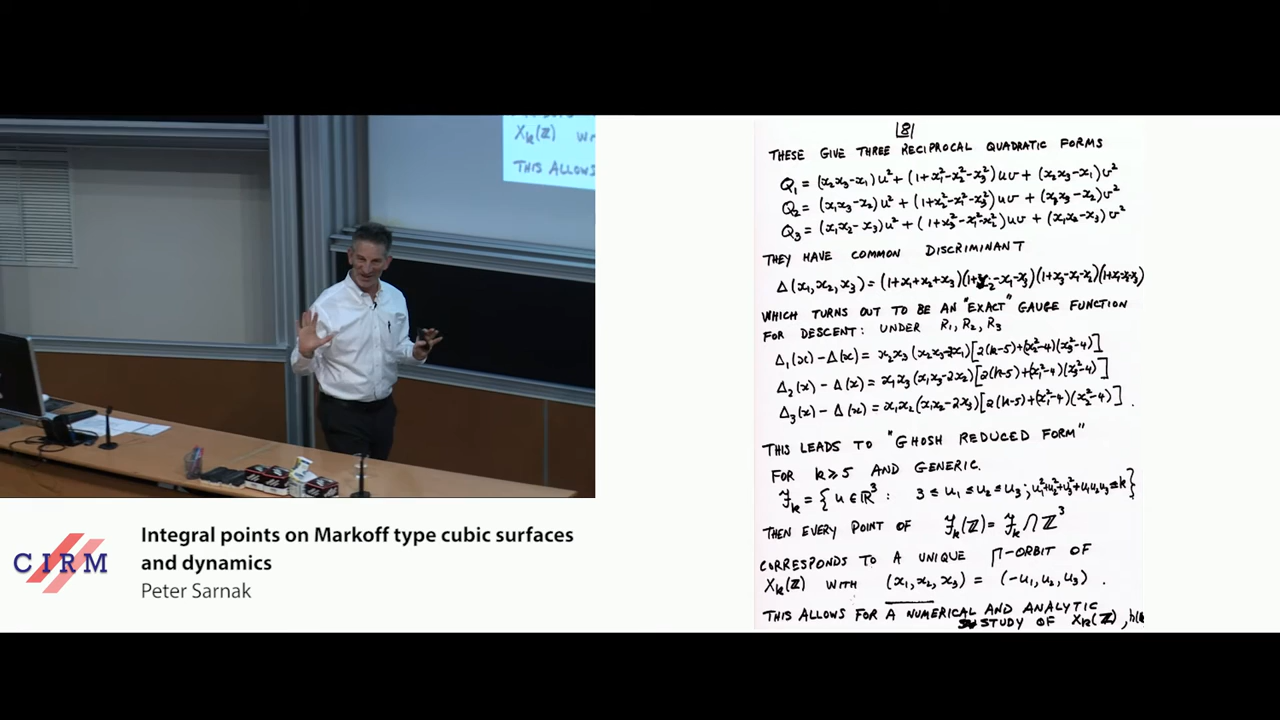 Xk(ℤ) W
THIS ALLOWS
CIRM
Integral points on Markoff type cubic surfaces
and dynamics
Peter Sarnak
|8|
THESE GIVE THREE RECIPROCAL QUADRATIC FORMS
Q₁ = (x₂x₃-x₁)u² + (1+x₁²-x₂²-x₃²)uv + (x₂x₃-x₁)v²
Q₂ = (x₁x₃-x₂)u² + (1+x₂²-x₁²-x₃²)uv + (x₁x₃-x₂)v²
Q₃ = (x₁x₂-x₃)u² + (1+x₃²-x₁²-x₂²)uv + (x₁x₂-x₃)v²
THEY HAVE COMMON DISCRIMINANT
Δ(x₁,x₂,x₃) = (1+x₁+x₂+x₃)(1+x₂-x₁-x₃)(1+x₃-x₁-x₂)(1+x₁-x₂-x₃)
WHICH TURNS OUT TO BE AN "EXACT" GAUGE FUNCTION
FOR DESCENT: UNDER R₁, R₂, R₃
Δ₁(x) - Δ(x) = x₂x₃(x₂x₃-2x₁)[2(k-5)+(x₂²-4)(x₃²-4)]
Δ₂(x) - Δ(x) = x₁x₃(x₁x₃-2x₂)[2(k-5)+(x₁²-4)(x₃²-4)]
Δ₃(x) - Δ(x) = x₁x₂(x₁x₂-2x₃)[2(k-5)+(x₁²-4)(x₂²-4)].
THIS LEADS TO "GHOSH REDUCED FORM"
FOR k ≥ 5 AND GENERIC.
𝓕k = { u ∈ ℝ³ : 3 ≤ u₁ ≤ u₂ ≤ u₃ ; u₁²+u₂²+u₃²+u₁u₂u₃ = k }
THEN EVERY POINT OF 𝓕k(ℤ) = 𝓕k ∩ ℤ³
CORRESPONDS TO A UNIQUE Γ-ORBIT OF
Xk(ℤ) WITH (x₁,x₂,x₃) = (-u₁,u₂,u₃).
THIS ALLOWS FOR A NUMERICAL AND ANALYTIC
STUDY OF Xk(ℤ), h(k